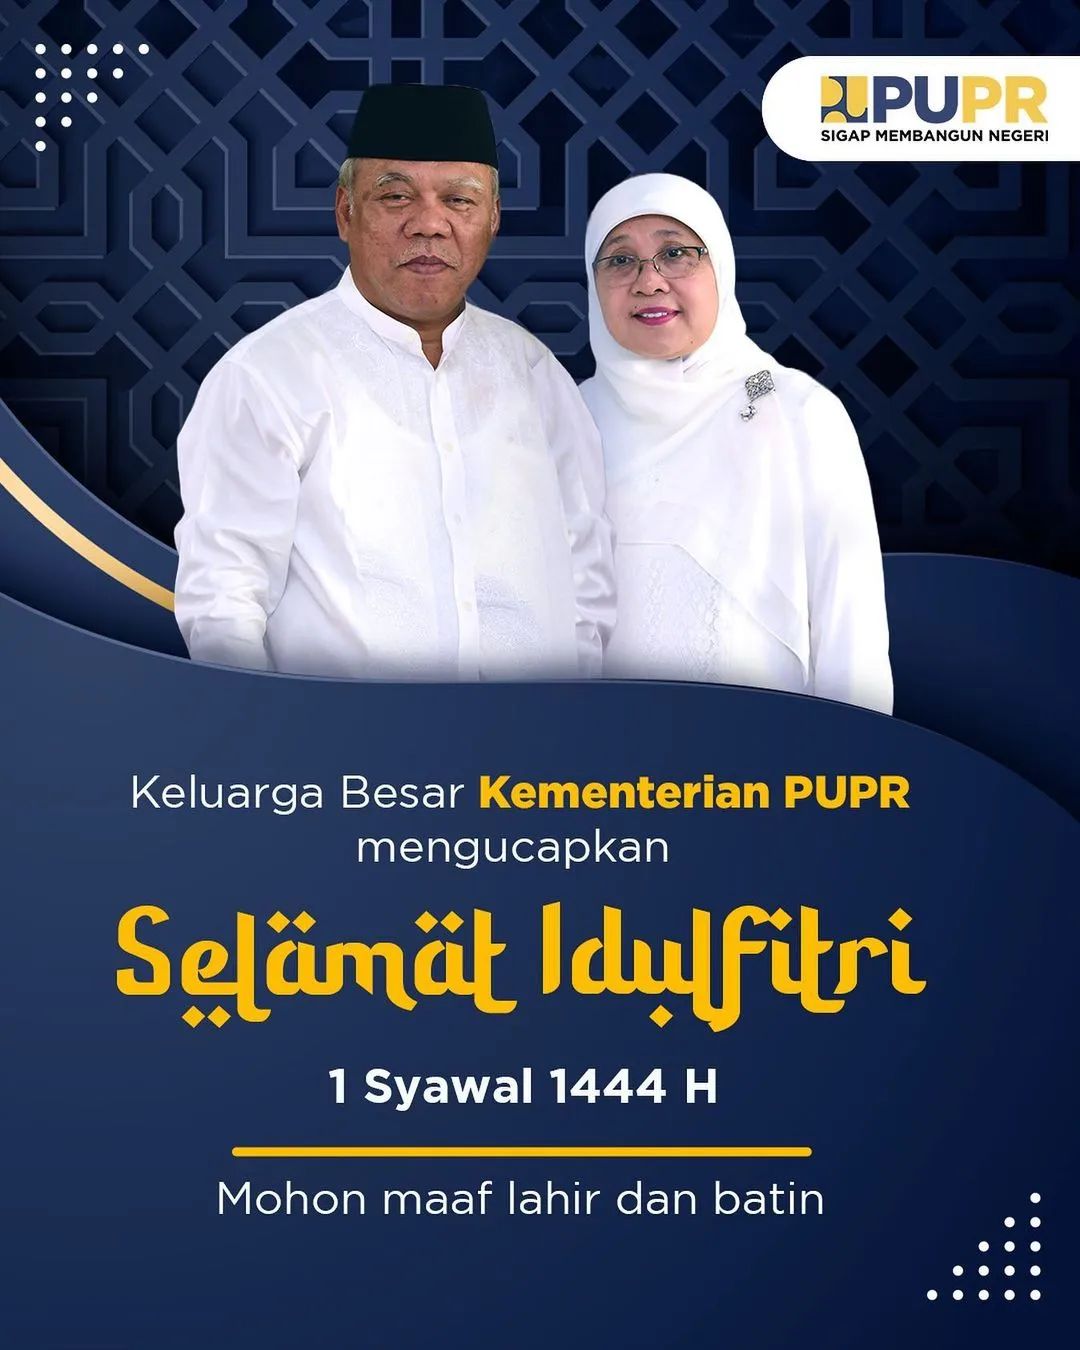 PUPR
SIGAP MEMBANGUN NEGERI
Keluarga Besar Kementerian PUPR
mengucapkan
Selamat Idulfitri
1 Syawal 1444 H
Mohon maaf lahir dan batin